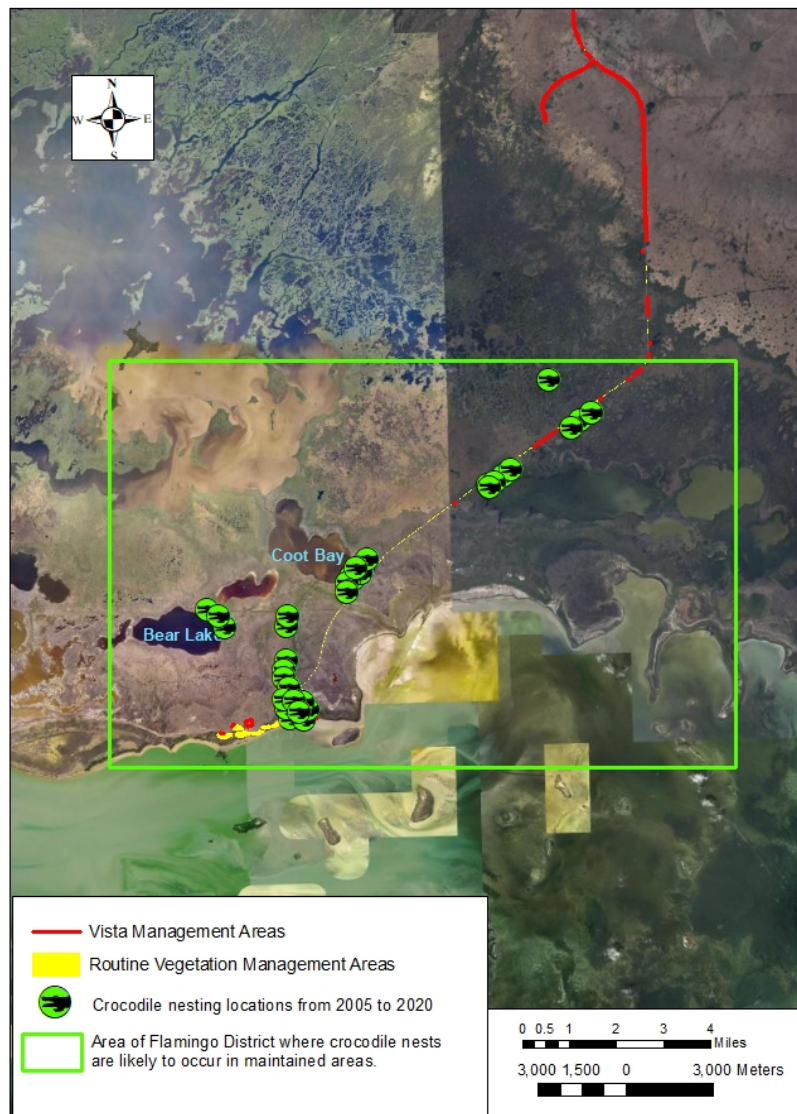 N
W E
S
Coot Bay
Bear Lak
Vista Management Areas
Routine Vegetation Management Areas
Crocodile nesting locations from 2005 to 2020
Area of Flamingo District where crocodile nests
are likely to occur in maintained areas.
0 0.5 1 2 3 4
Miles
3,000 1,500 0 3,000 Meters